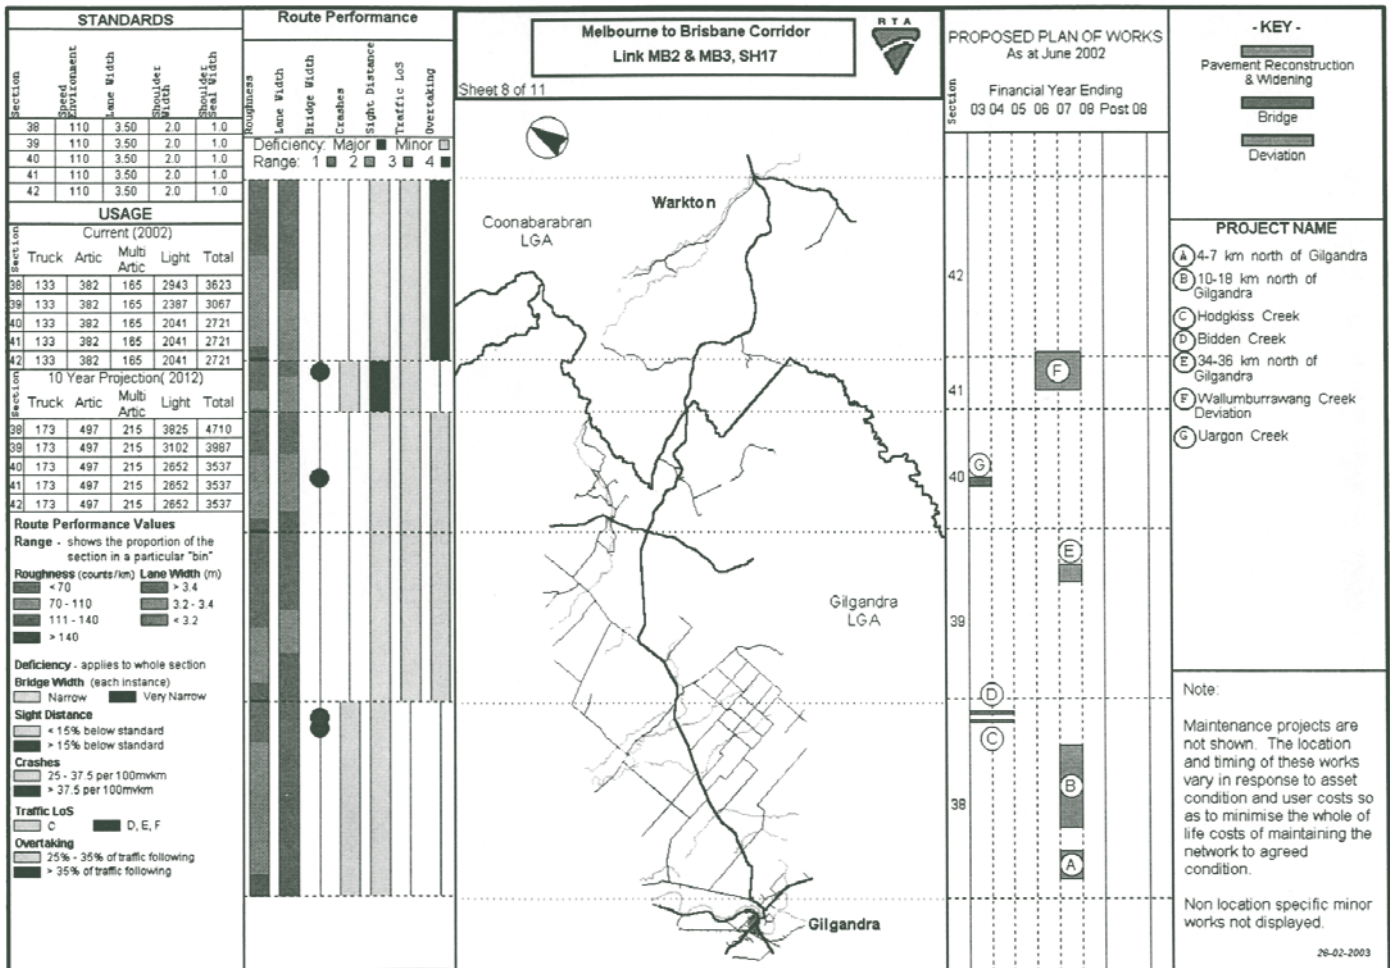 STANDARDS
Section Speed Environment Lane Width Shoulder Width Shoulder Seal Width
38 110 3.50 2.0 1.0
39 110 3.50 2.0 1.0
40 110 3.50 2.0 1.0
41 110 3.50 2.0 1.0
42 110 3.50 2.0 1.0
USAGE
Current (2002)
Section Truck Artic Multi Artic Light Total
38 133 382 165 2943 3623
39 133 382 165 2387 3067
40 133 382 165 2041 2721
41 133 382 165 2041 2721
42 133 382 165 2041 2721
10 Year Projection( 2012)
Section Truck Artic Multi Artic Light Total
38 173 497 215 3825 4710
39 173 497 215 3102 3987
40 173 497 215 2652 3537
41 173 497 215 2652 3537
42 173 497 215 2652 3537
Route Performance Values
Range - shows the proportion of the
section in a particular "bin"
Roughness (counts/km) Lane Width (m)
< 70 > 3.4
70 - 110 3.2 - 3.4
111 - 140 < 3.2
> 140
Deficiency - applies to whole section
Bridge Width (each instance)
Narrow Very Narrow
Sight Distance
< 15% below standard
> 15% below standard
Crashes
25 - 37.5 per 100mvkm
> 37.5 per 100mvkm
Traffic LoS
C D, E, F
Overtaking
25% - 35% of traffic following
> 35% of traffic following
Route Performance
Roughness Lane Width Bridge Width Crashes Sight Distance Traffic LoS Overtaking
Deficiency: Major Minor
Range: 1 2 3 4
Melbourne to Brisbane Corridor
Link MB2 & MB3, SH17
RTA
Sheet 8 of 11
Warkton
Coonabarabran
LGA
Gilgandra
LGA
Gilgandra
PROPOSED PLAN OF WORKS
As at June 2002
Section
Financial Year Ending
03 04 05 06 07 08 Post 08
42
F
41
G
40
E
39
D
C
B
38
A
- KEY -
Pavement Reconstruction
& Widening
Bridge
Deviation
PROJECT NAME
A 4-7 km north of Gilgandra
B 10-18 km north of
Gilgandra
C Hodgkiss Creek
D Bidden Creek
E 34-36 km north of
Gilgandra
F Wallumburrawang Creek
Deviation
G Uargon Creek
Note:
Maintenance projects are
not shown. The location
and timing of these works
vary in response to asset
condition and user costs so
as to minimise the whole of
life costs of maintaining the
network to agreed
condition.
Non location specific minor
works not displayed.
26-02-2003